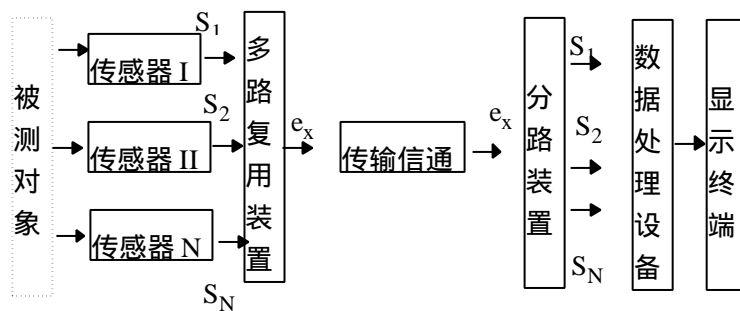 被测对象
传感器 I
传感器 II
传感器 N
S1
S2
SN
多路复用装置
ex
传输信通
ex
分路装置
S1
S2
SN
数据处理设备
显示终端